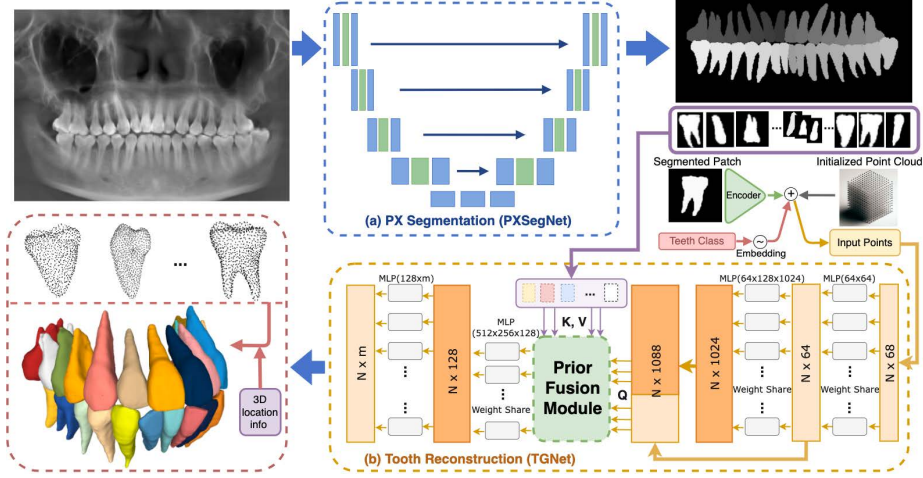 (a) PX Segmentation (PXSegNet)
...
Segmented Patch
Initialized Point Cloud
Encoder
+
Teeth Class
~
Embedding
Input Points
...
3D
location
info
MLP(128xm)
N x m
⋮
N x 128
MLP
(512x256x128)
⋮
Weight Share
...
K, V
Prior
Fusion
Module
Q
N x 1088
N x 1024
MLP(64x128x1024)
⋮
Weight Share
⋮
N x 64
MLP(64x64)
⋮
Weight Share
⋮
N x 68
(b) Tooth Reconstruction (TGNet)